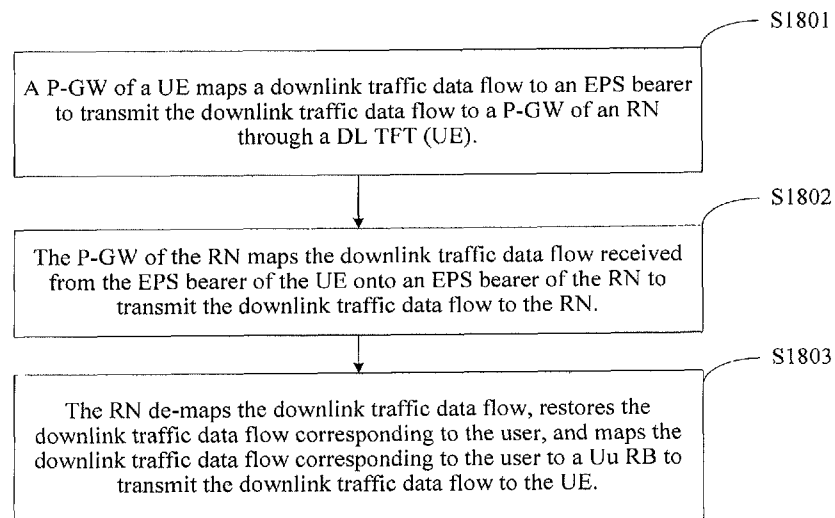 S1801
A P-GW of a UE maps a downlink traffic data flow to an EPS bearer
to transmit the downlink traffic data flow to a P-GW of an RN
through a DL TFT (UE).
S1802
The P-GW of the RN maps the downlink traffic data flow received
from the EPS bearer of the UE onto an EPS bearer of the RN to
transmit the downlink traffic data flow to the RN.
S1803
The RN de-maps the downlink traffic data flow, restores the
downlink traffic data flow corresponding to the user, and maps the
downlink traffic data flow corresponding to the user to a Uu RB to
transmit the downlink traffic data flow to the UE.